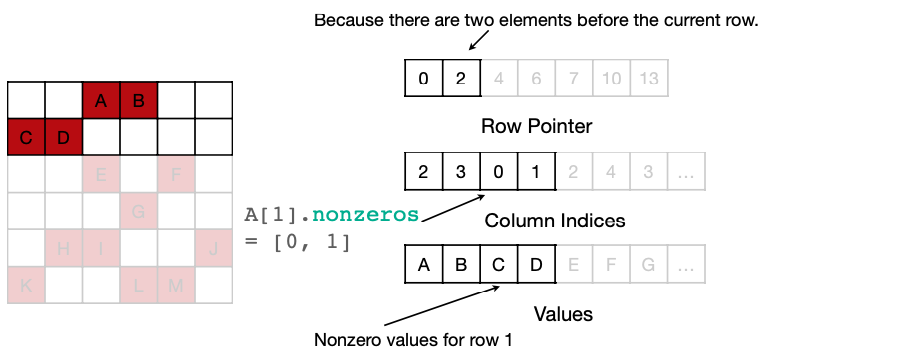 Because there are two elements before the current row.
0 2 4 6 7 10 13
Row Pointer
A B
C D
E F
G
H I J
K L M
2 3 0 1 2 4 3 ...
A[1].nonzeros
= [0, 1]
Column Indices
A B C D E F G ...
Values
Nonzero values for row 1